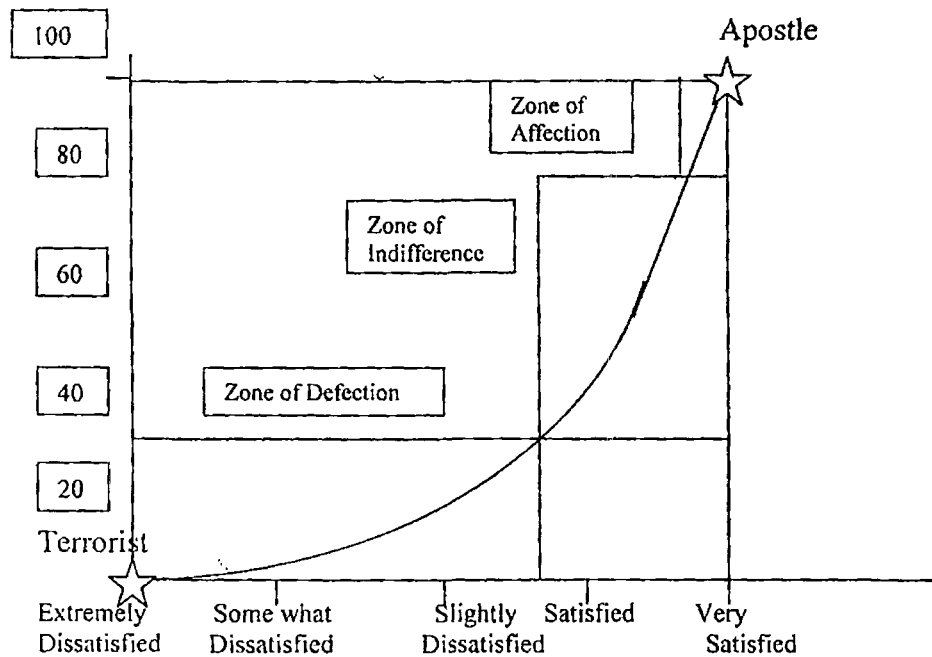 100
Apostle
Zone of
Affection
80
Zone of
Indifference
60
Zone of Defection
40
20
Terrorist
Extremely
Dissatisfied
Some what
Dissatisfied
Slightly
Dissatisfied
Satisfied
Very
Satisfied